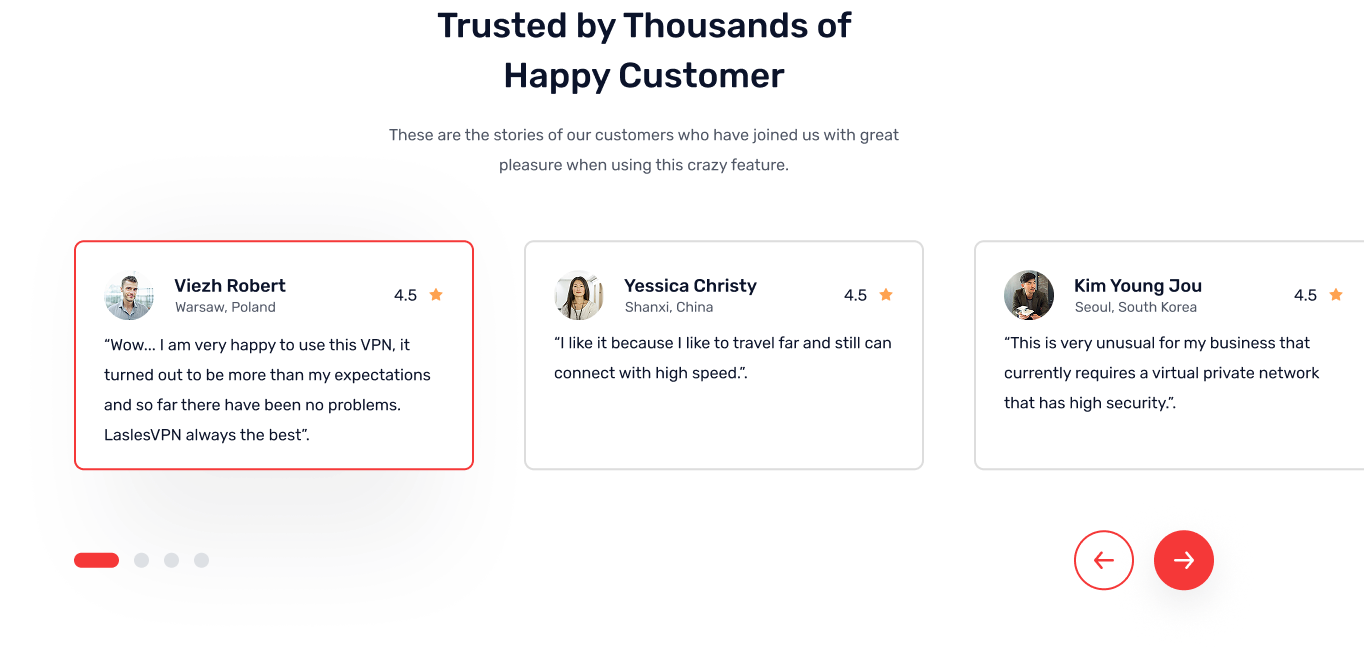 Trusted by Thousands of
Happy Customer
These are the stories of our customers who have joined us with great
pleasure when using this crazy feature.
Viezh Robert
Warsaw, Poland
4.5
“Wow... I am very happy to use this VPN, it
turned out to be more than my expectations
and so far there have been no problems.
LaslesVPN always the best”.
Yessica Christy
Shanxi, China
4.5
“I like it because I like to travel far and still can
connect with high speed.”.
Kim Young Jou
Seoul, South Korea
4.5
“This is very unusual for my business that
currently requires a virtual private network
that has high security.”.